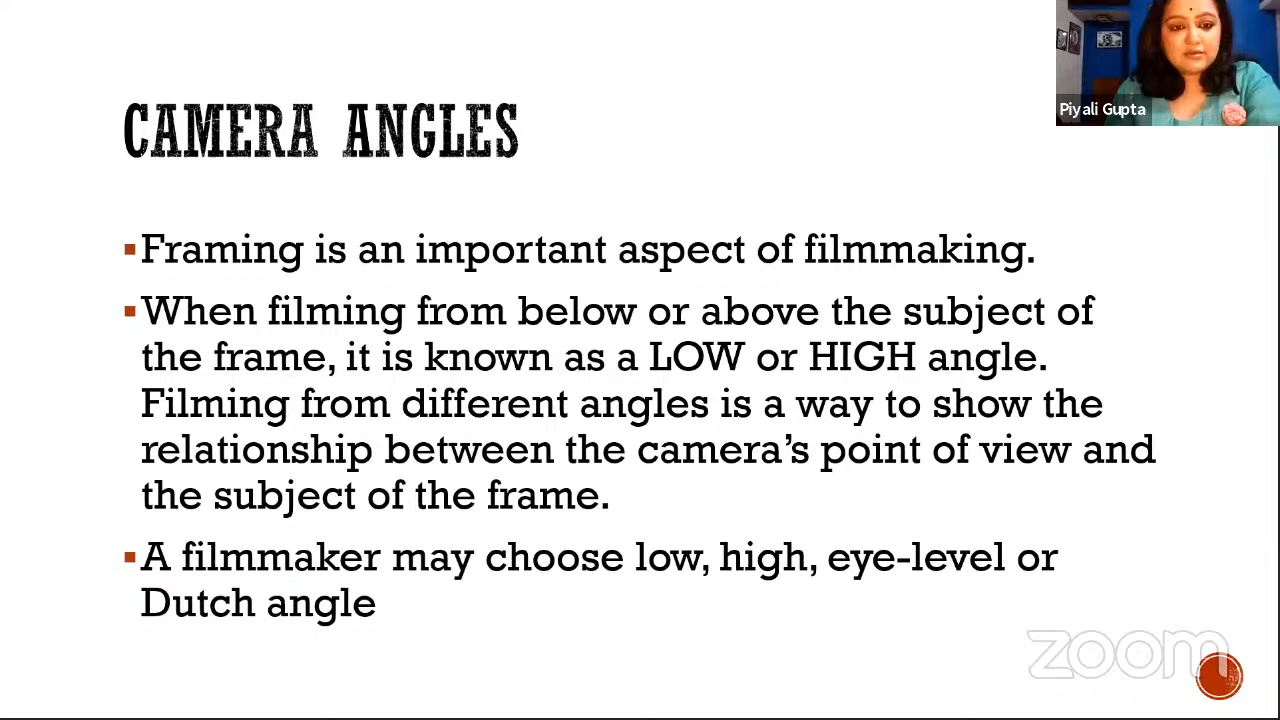 Piyali Gupta
CAMERA ANGLES
▪Framing is an important aspect of filmmaking.
▪When filming from below or above the subject of
the frame, it is known as a LOW or HIGH angle.
Filming from different angles is a way to show the
relationship between the camera’s point of view and
the subject of the frame.
▪A filmmaker may choose low, high, eye-level or
Dutch angle
zoom